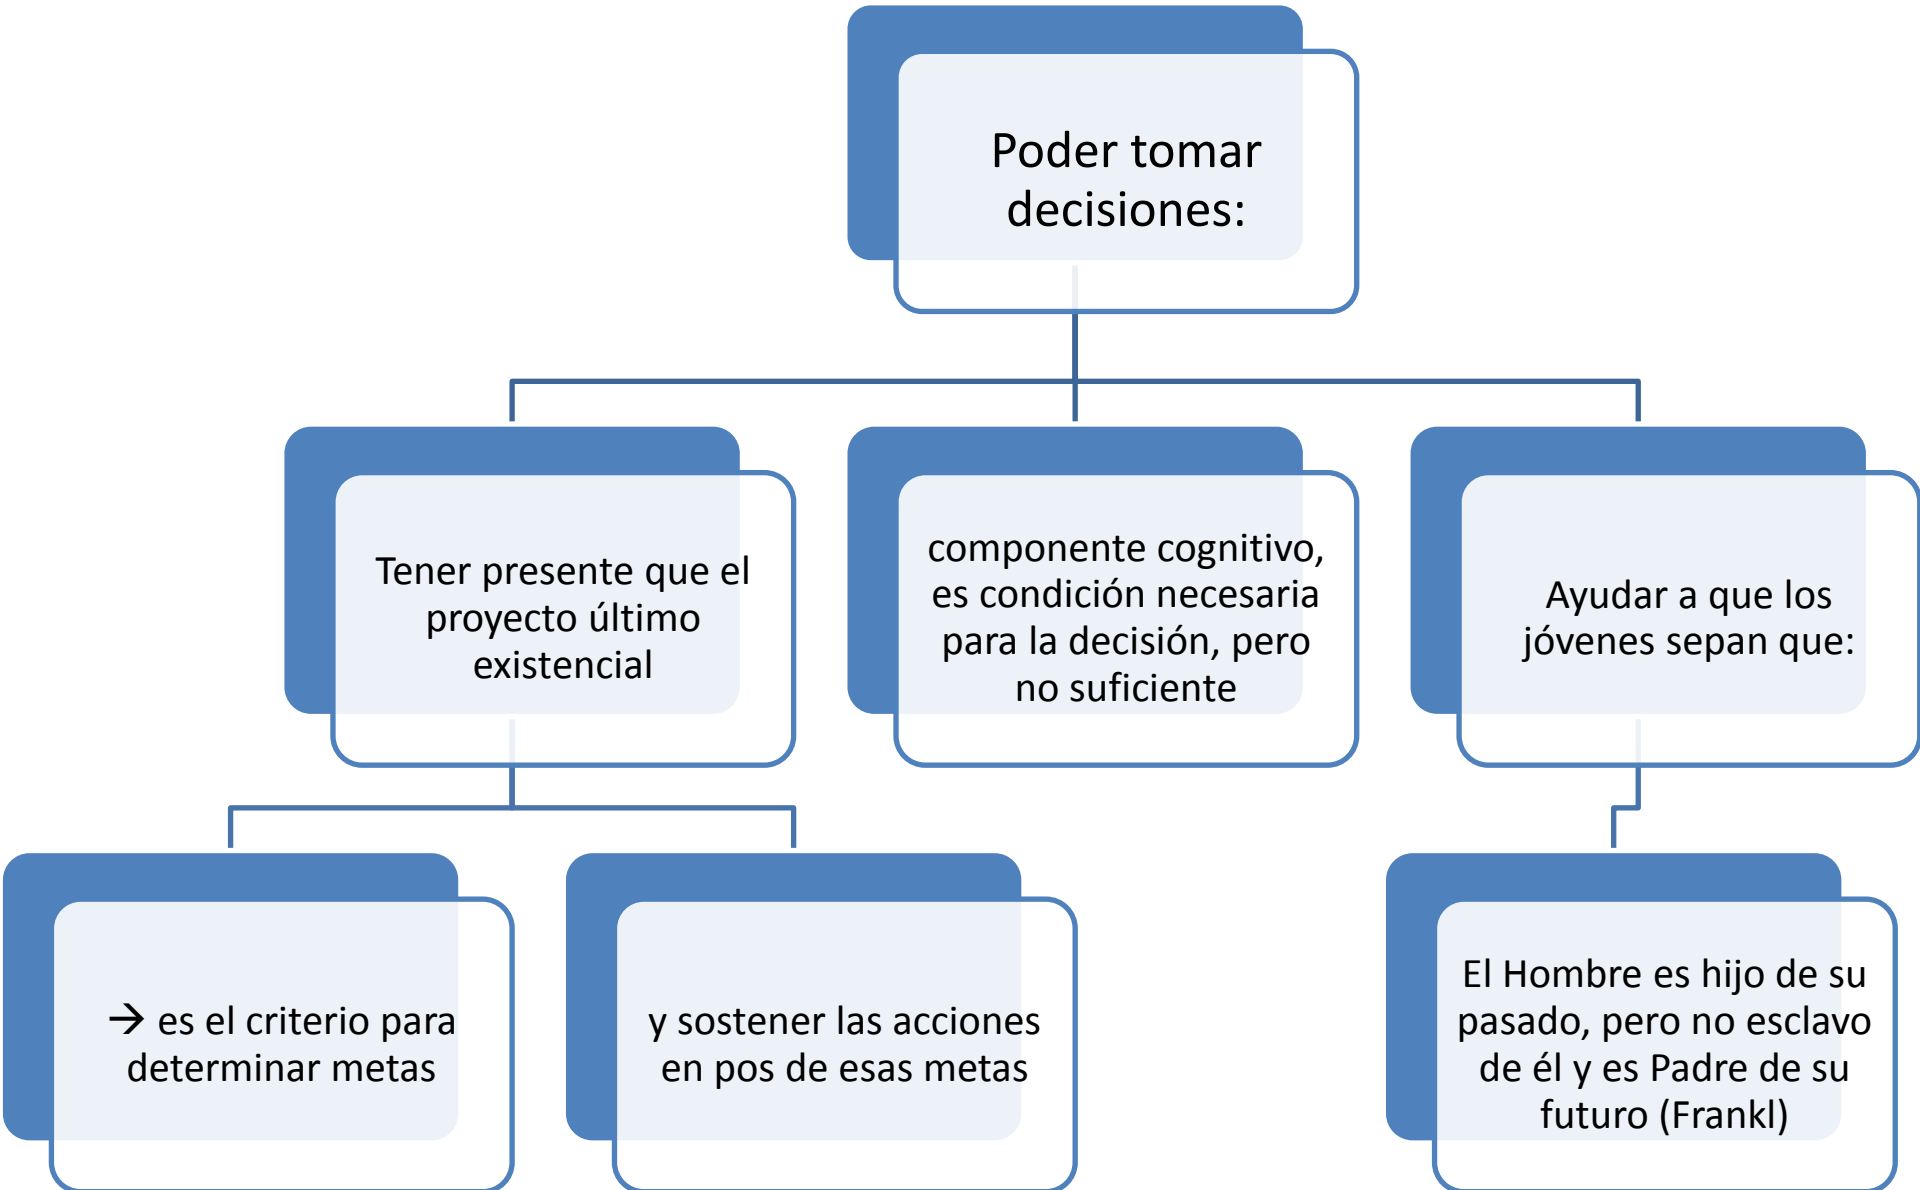 Poder tomar
decisiones:
Tener presente que el
proyecto último
existencial
componente cognitivo,
es condición necesaria
para la decisión, pero
no suficiente
Ayudar a que los
jóvenes sepan que:
→ es el criterio para
determinar metas
y sostener las acciones
en pos de esas metas
El Hombre es hijo de su
pasado, pero no esclavo
de él y es Padre de su
futuro (Frankl)